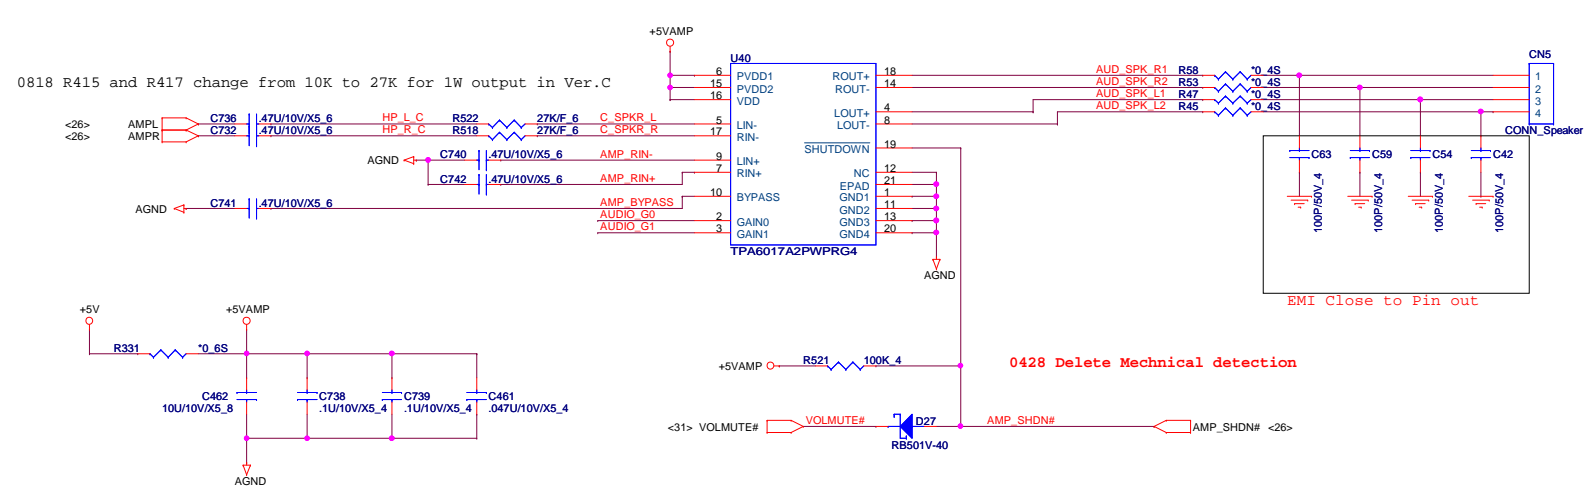 +5VAMP
U40
CN5
0818 R415 and R417 change from 10K to 27K for 1W output in Ver.C
6 PVDD1 ROUT+ 18 AUD_SPK_R1 R58 *0_4S 1
15 PVDD2 ROUT- 14 AUD_SPK_R2 R53 *0_4S 2
16 VDD AUD_SPK_L1 R47 *0_4S 3
LOUT+ 4 AUD_SPK_L2 R45 *0_4S 4
<26> AMPL C736 .47U/10V/X5_6 HP_L_C R522 27K/F_6 C_SPKR_L 5 LIN- LOUT- 8
<26> AMPR C732 .47U/10V/X5_6 HP_R_C R518 27K/F_6 C_SPKR_R 17 RIN-
CONN_Speaker
SHUTDOWN 19
AGND C740 .47U/10V/X5_6 AMP_RIN- 9 LIN+
C63 C59 C54 C42
C742 .47U/10V/X5_6 AMP_RIN+ 7 RIN+ NC 12
EPAD 21
100P/50V_4 100P/50V_4 100P/50V_4 100P/50V_4
AGND C741 .47U/10V/X5_6 AMP_BYPASS 10 BYPASS GND1 1
GND2 11
AUDIO_G0 2 GAIN0 GND3 13
AUDIO_G1 3 GAIN1 GND4 20
TPA6017A2PWPRG4
AGND
EMI Close to Pin out
+5V +5VAMP
R331 *0_6S
C462 C738 C739 C461
10U/10V/X5_8 .1U/10V/X5_4 .1U/10V/X5_4 .047U/10V/X5_4
AGND
+5VAMP R521 100K_4
0428 Delete Mechnical detection
<31> VOLMUTE# VOLMUTE# D27 AMP_SHDN# AMP_SHDN# <26>
RB501V-40